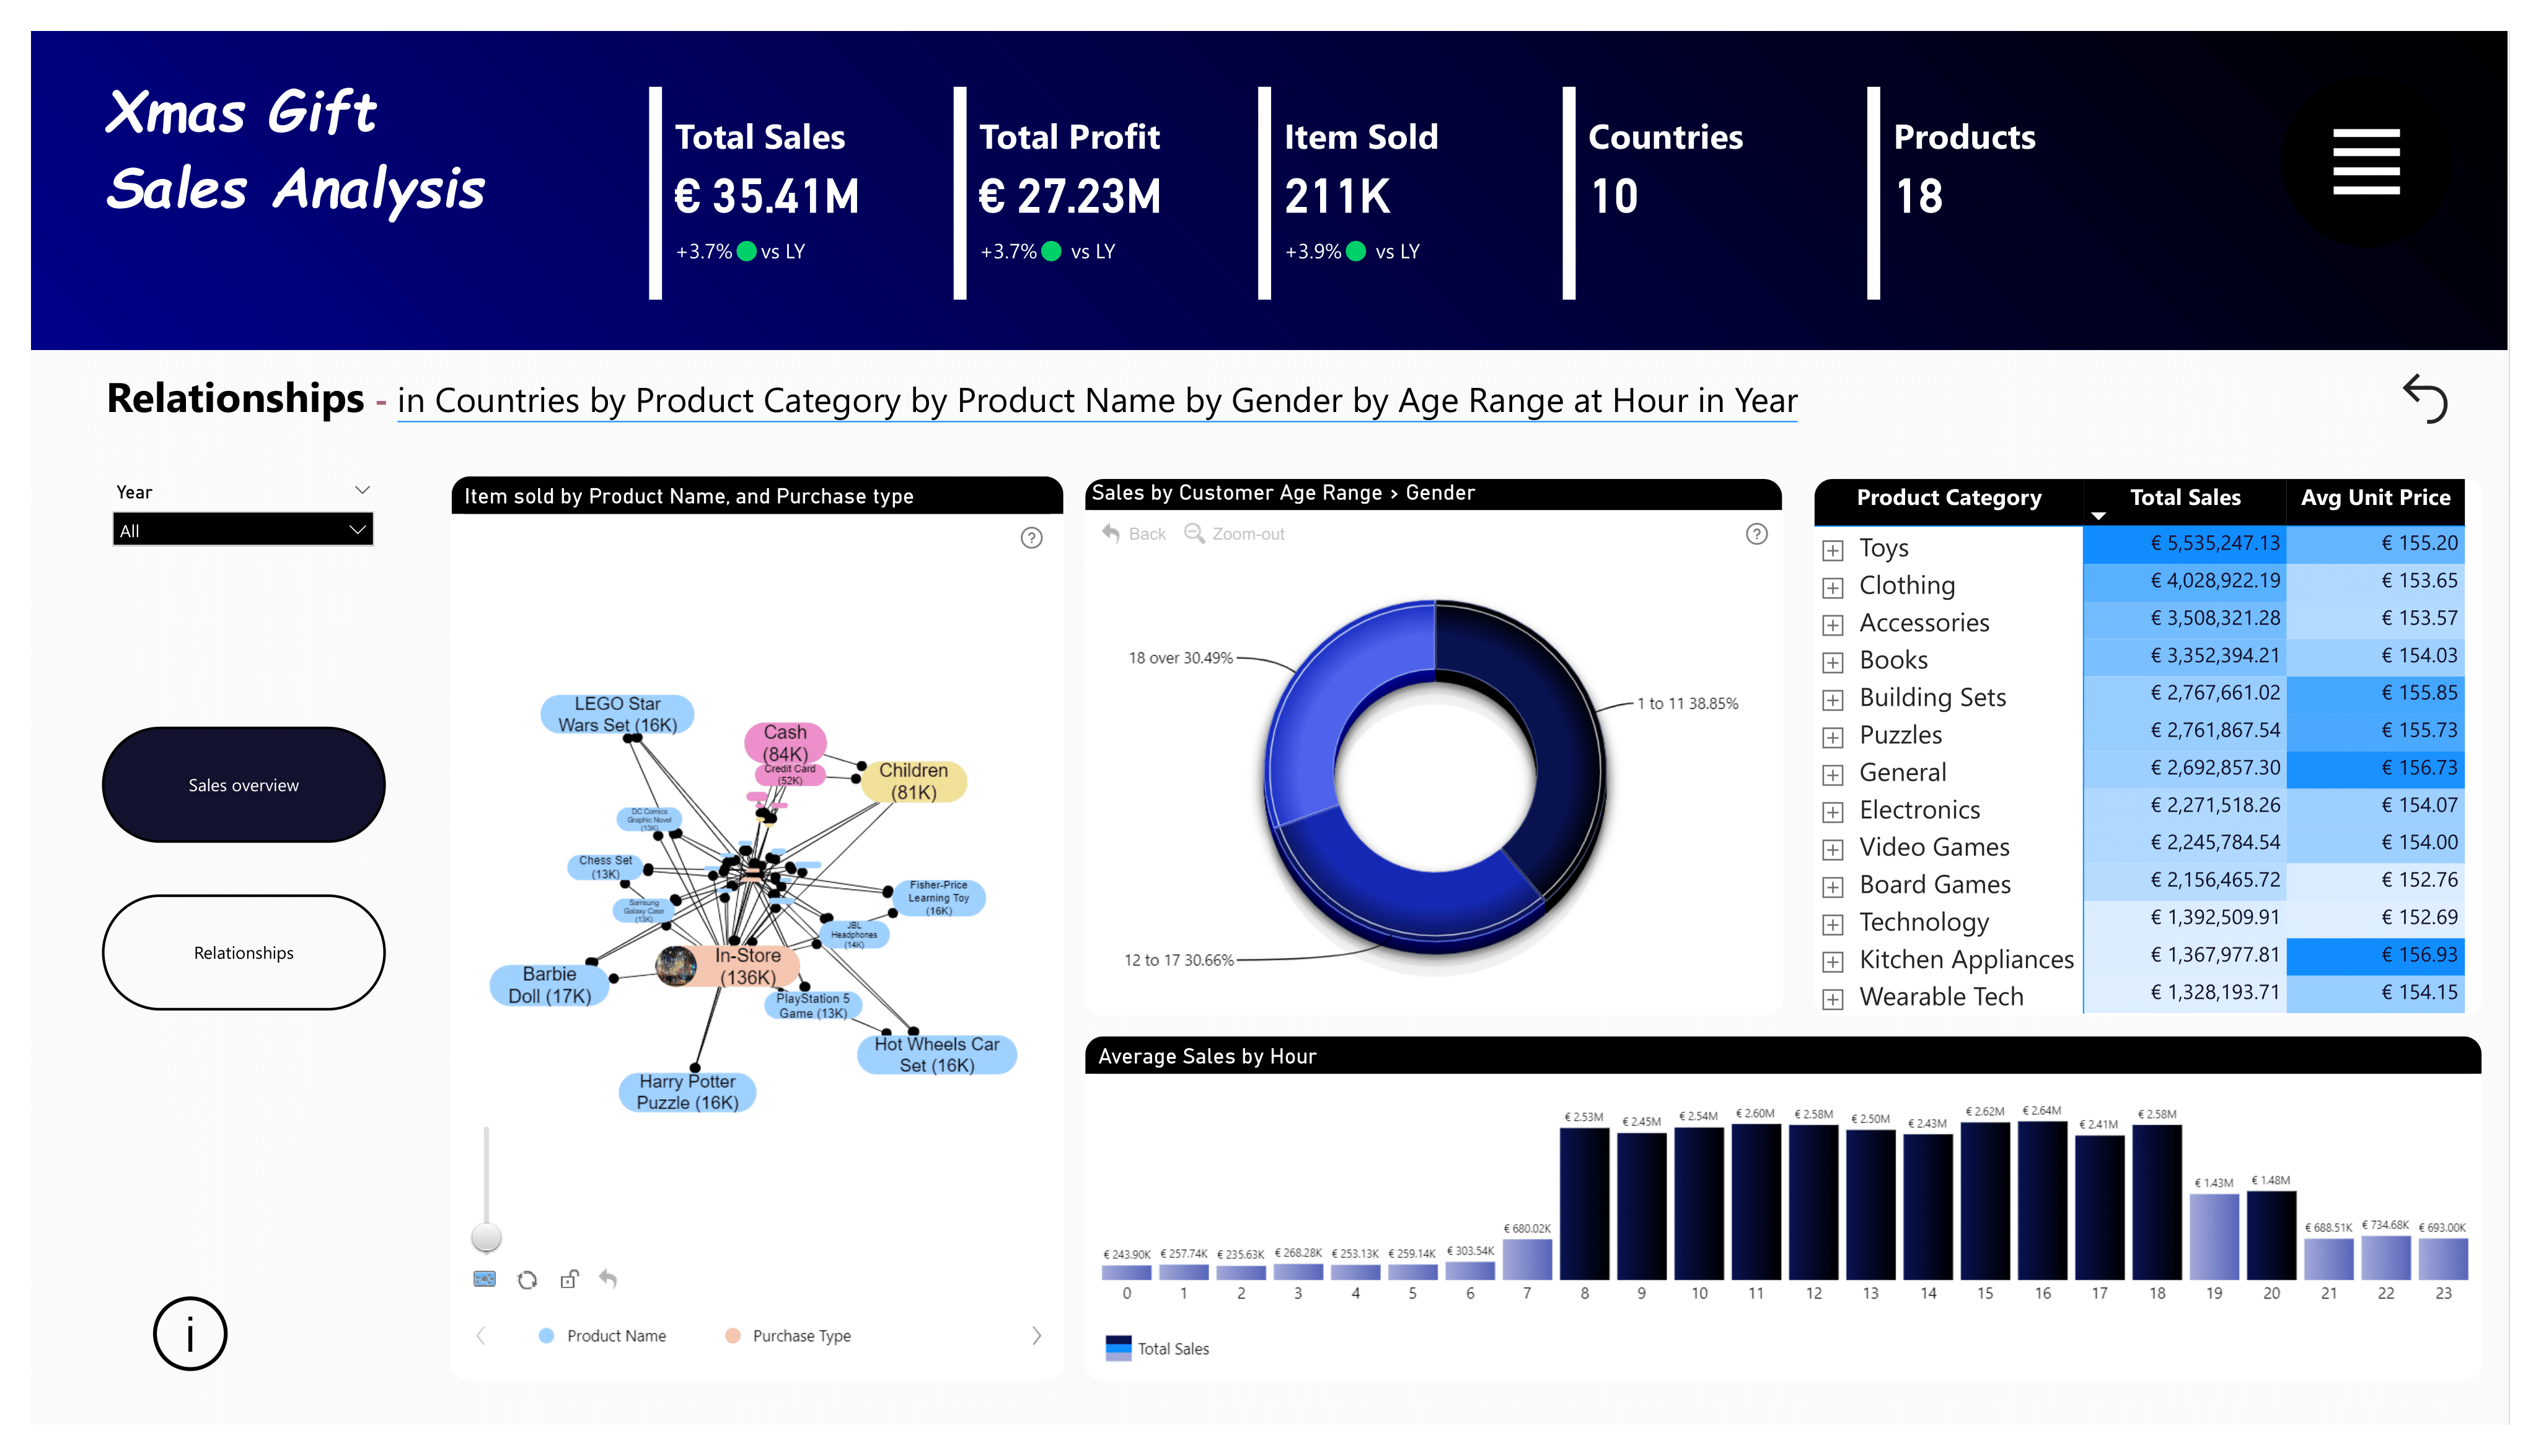 Xmas Gift
Sales Analysis
Total Sales
€ 35.41M
+3.7% vs LY
Total Profit
€ 27.23M
+3.7% vs LY
Item Sold
211K
+3.9% vs LY
Countries
10
Products
18
Relationships - in Countries by Product Category by Product Name by Gender by Age Range at Hour in Year
Year
All
Sales overview
Relationships
i
Item sold by Product Name, and Purchase type
?
LEGO Star
Wars Set (16K)
Cash
(84K)
Credit Card
(52K)
Children
(81K)
DC Comics
Graphic Novel
(13K)
Chess Set
(13K)
Samsung
Galaxy Case
(13K)
Fisher-Price
Learning Toy
(16K)
JBL
Headphones
(14K)
In-Store
(136K)
Barbie
Doll (17K)
PlayStation 5
Game (13K)
Hot Wheels Car
Set (16K)
Harry Potter
Puzzle (16K)
Product Name
Purchase Type
Sales by Customer Age Range > Gender
Back
Zoom-out
?
18 over 30.49%
1 to 11 38.85%
12 to 17 30.66%
Product Category Total Sales Avg Unit Price
Toys € 5,535,247.13 € 155.20
Clothing € 4,028,922.19 € 153.65
Accessories € 3,508,321.28 € 153.57
Books € 3,352,394.21 € 154.03
Building Sets € 2,767,661.02 € 155.85
Puzzles € 2,761,867.54 € 155.73
General € 2,692,857.30 € 156.73
Electronics € 2,271,518.26 € 154.07
Video Games € 2,245,784.54 € 154.00
Board Games € 2,156,465.72 € 152.76
Technology € 1,392,509.91 € 152.69
Kitchen Appliances € 1,367,977.81 € 156.93
Wearable Tech € 1,328,193.71 € 154.15
Average Sales by Hour
€ 243.90K € 257.74K € 235.63K € 268.28K € 253.13K € 259.14K € 303.54K € 680.02K € 2.53M € 2.45M € 2.54M € 2.60M € 2.58M € 2.50M € 2.43M € 2.62M € 2.64M € 2.41M € 2.58M € 1.43M € 1.48M € 688.51K € 734.68K € 693.00K
0 1 2 3 4 5 6 7 8 9 10 11 12 13 14 15 16 17 18 19 20 21 22 23
Total Sales